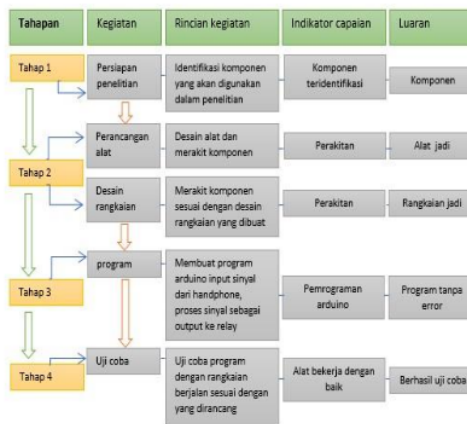 Tahapan
Kegiatan
Rincian kegiatan
Indikator capaian
Luaran
Tahap 1
Persiapan
penelitian
Identifikasi komponen
yang akan digunakan
dalam penelitian
Komponen
teridentifikasi
Komponen
Tahap 2
Perancangan
alat
Desain alat dan
merakit komponen
Perakitan
Alat jadi
Desain
rangkaian
Merakit komponen
sesuai dengan desain
rangkaian yang dibuat
Perakitan
Rangkaian jadi
Tahap 3
program
Membuat program
arduino input sinyal
dari handphone,
proses sinyal sebagai
output ke relay
Pemrograman
arduino
Program tanpa
error
Tahap 4
Uji coba
Uji coba program
dengan rangkaian
berjalan sesuai dengan
yang dirancang
Alat bekerja dengan
baik
Berhasil uji coba